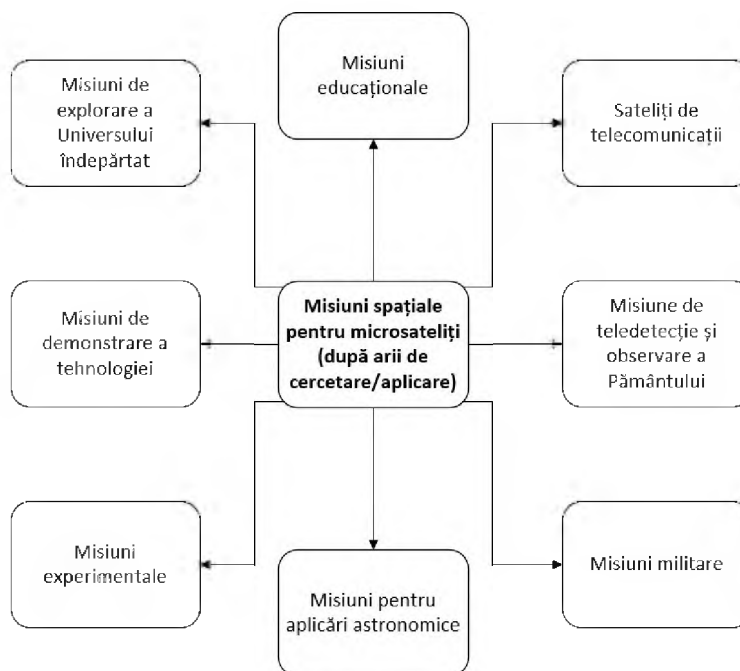 Misiuni
educaționale
Misiuni de
explorare a
Universului
îndepărtat
Sateliți de
telecomunicații
Misiuni de
demonstrare a
tehnologiei
Misiuni spațiale
pentru microsateliți
(după arii de
cercetare/aplicare)
Misiune de
teledetecție și
observare a
Pământului
Misiuni
experimentale
Misiuni pentru
aplicări astronomice
Misiuni militare